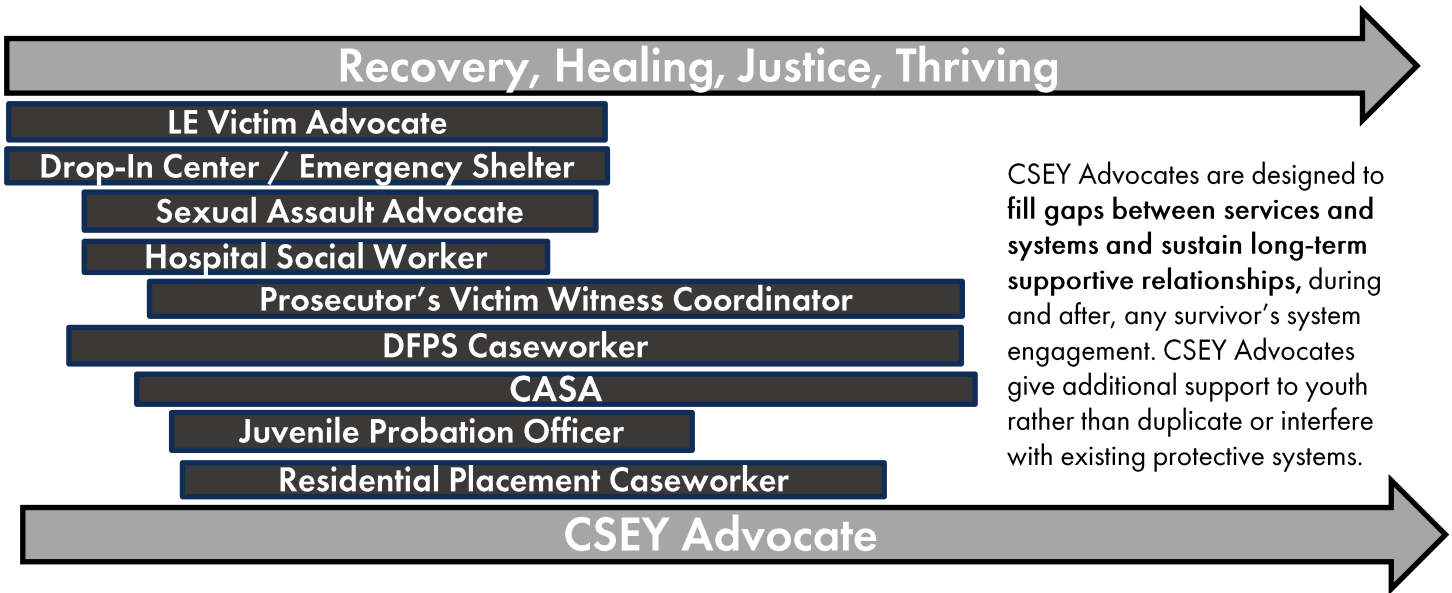 Recovery, Healing, Justice, Thriving
LE Victim Advocate
Drop-In Center / Emergency Shelter
Sexual Assault Advocate
Hospital Social Worker
Prosecutor’s Victim Witness Coordinator
DFPS Caseworker
CASA
Juvenile Probation Officer
Residential Placement Caseworker
CSEY Advocates are designed to
fill gaps between services and
systems and sustain long-term
supportive relationships, during
and after, any survivor’s system
engagement. CSEY Advocates
give additional support to youth
rather than duplicate or interfere
with existing protective systems.
CSEY Advocate